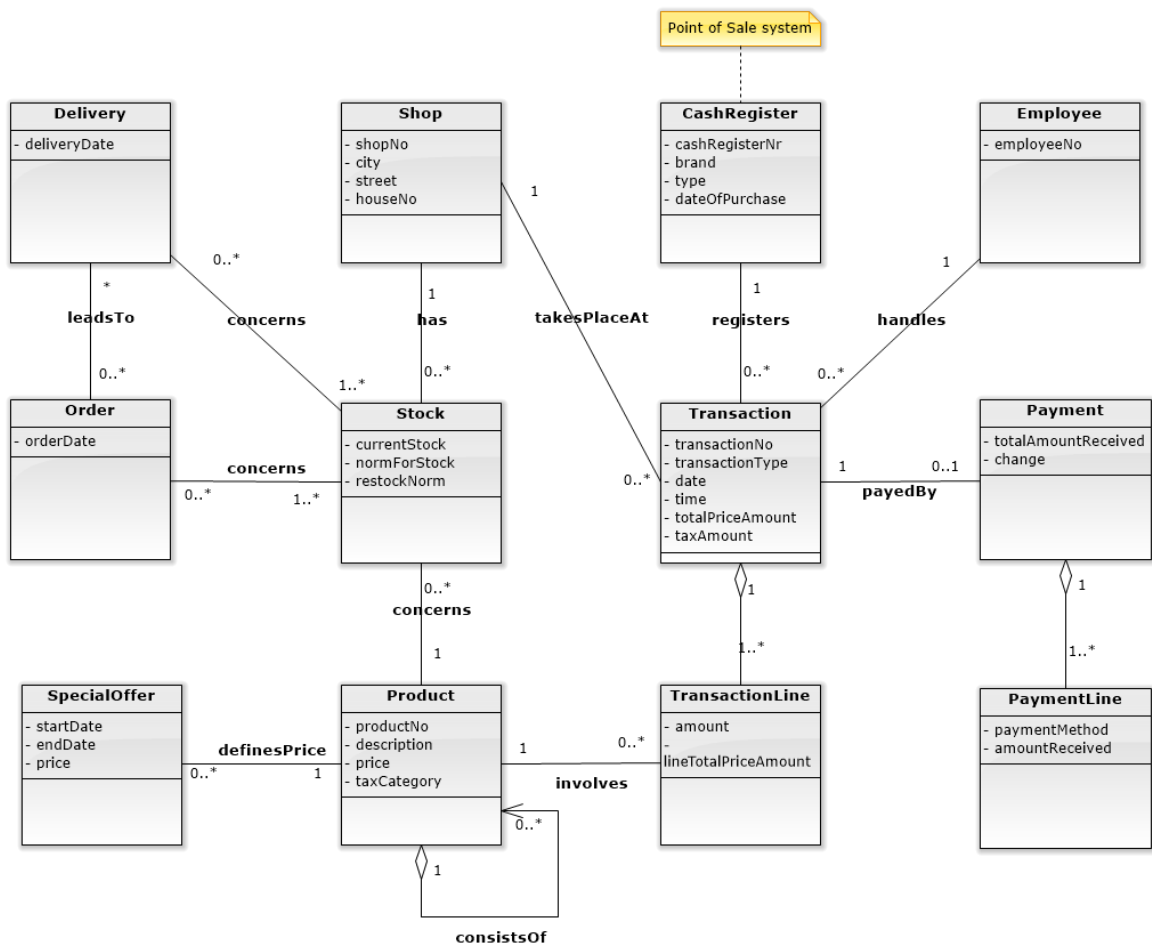 Point of Sale system
Delivery
- deliveryDate
Shop
- shopNo
- city
- street
- houseNo
CashRegister
- cashRegisterNr
- brand
- type
- dateOfPurchase
Employee
- employeeNo
1
0..*
1
1
1
*
leadsTo
concerns
has
takesPlaceAt
registers
handles
0..*
1..*
0..*
0..*
0..*
Order
- orderDate
Stock
- currentStock
- normForStock
- restockNorm
Transaction
- transactionNo
- transactionType
- date
- time
- totalPriceAmount
- taxAmount
Payment
- totalAmountReceived
- change
concerns
0..*
1..*
0..*
1
0..1
payedBy
0..*
concerns
1
1
1..*
1
1..*
SpecialOffer
- startDate
- endDate
- price
Product
- productNo
- description
- price
- taxCategory
TransactionLine
- amount
-
lineTotalPriceAmount
PaymentLine
- paymentMethod
- amountReceived
definesPrice
0..*
1
1
0..*
involves
0..*
1
consistsOf